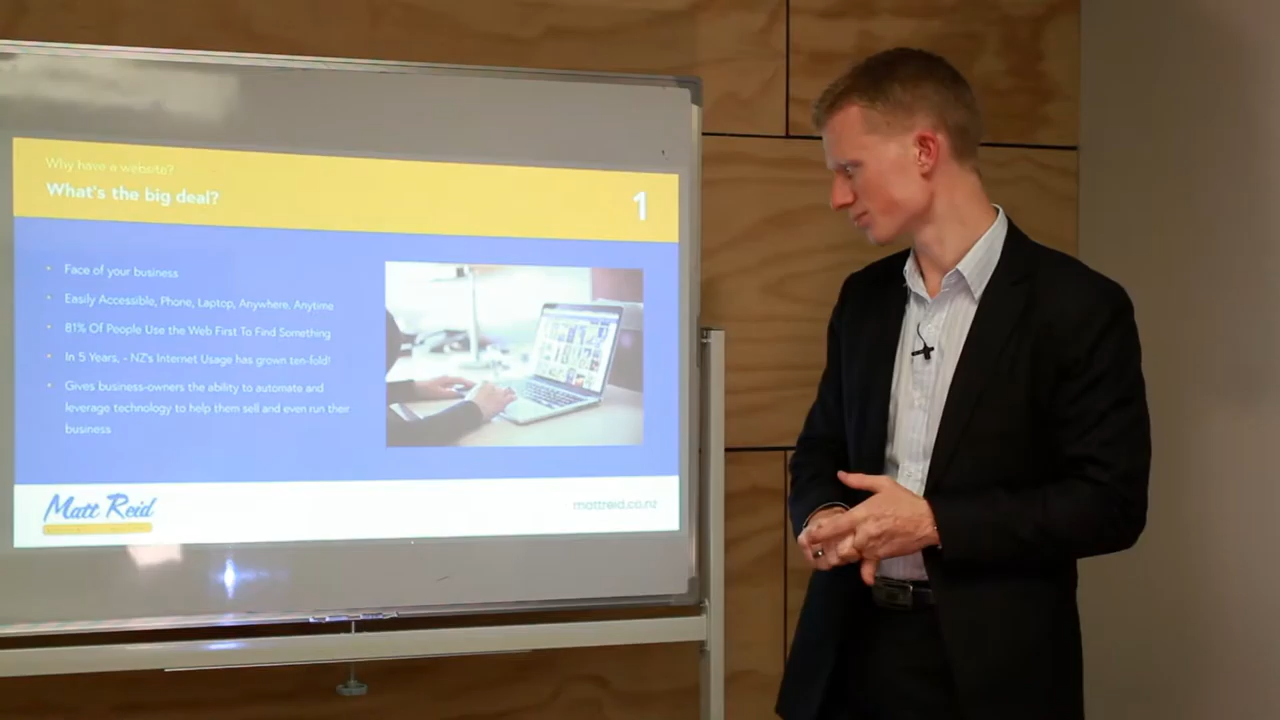 Why have a website?
What's the big deal?
1
• Face of your business
• Easily Accessible, Phone, Laptop, Anywhere, Anytime
• 81% Of People Use the Web First To Find Something
• In 5 Years, - NZ's Internet Usage has grown ten-fold!
• Gives business-owners the ability to automate and
leverage technology to help them sell and even run their
business
Matt Reid
mattreid.co.nz